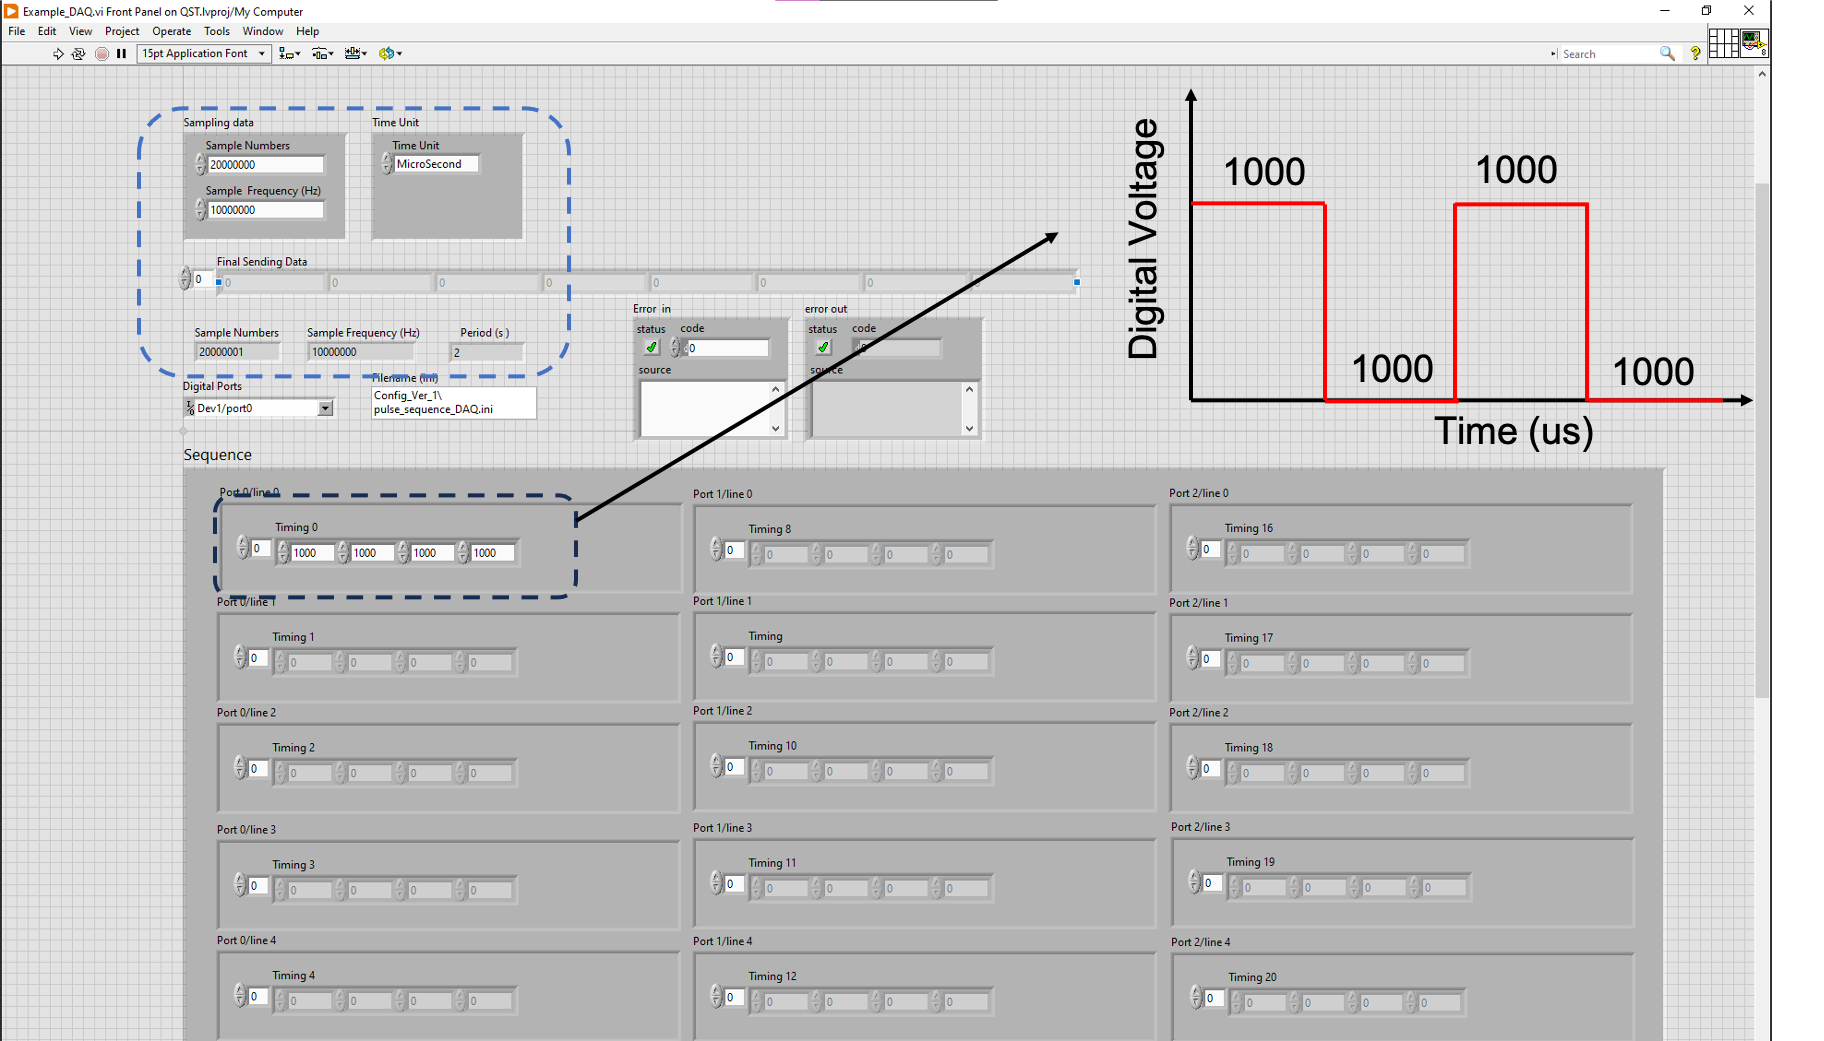 Example_DAQ.vi Front Panel on QST.lvproj/My Computer
File Edit View Project Operate Tools Window Help
15pt Application Font
Search
?
8
Sampling data
Time Unit
Sample Numbers
20000000
Sample Frequency (Hz)
10000000
Time Unit
MicroSecond
Final Sending Data
0 0 0 0 0 0 0 0
Sample Numbers Sample Frequency (Hz) Period (s )
20000001 10000000 2
Error in
status code
0
source
error out
status code
0
source
Digital Ports
Dev1/port0
Filename (ini)
Config_Ver_1\
pulse_sequence_DAQ.ini
Digital Voltage
1000
1000
1000
1000
Time (us)
Sequence
Port 0/line 0
Timing 0
0 1000 1000 1000 1000
Port 1/line 0
Timing 8
0 0 0 0 0
Port 2/line 0
Timing 16
0 0 0 0 0
Port 0/line 1
Timing 1
0 0 0 0 0
Port 1/line 1
Timing
0 0 0 0 0
Port 2/line 1
Timing 17
0 0 0 0 0
Port 0/line 2
Timing 2
0 0 0 0 0
Port 1/line 2
Timing 10
0 0 0 0 0
Port 2/line 2
Timing 18
0 0 0 0 0
Port 0/line 3
Timing 3
0 0 0 0 0
Port 1/line 3
Timing 11
0 0 0 0 0
Port 2/line 3
Timing 19
0 0 0 0 0
Port 0/line 4
Timing 4
0 0 0 0 0
Port 1/line 4
Timing 12
0 0 0 0 0
Port 2/line 4
Timing 20
0 0 0 0 0